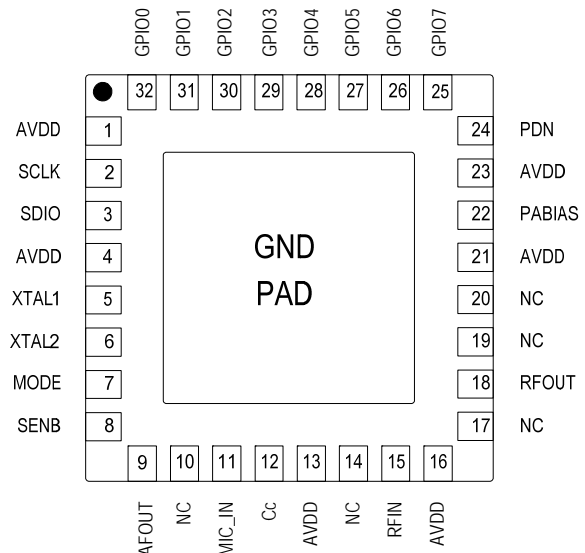 GPIO0 GPIO1 GPIO2 GPIO3 GPIO4 GPIO5 GPIO6 GPIO7
32 31 30 29 28 27 26 25
AVDD 1 24 PDN
SCLK 2 23 AVDD
SDIO 3 22 PABIAS
AVDD 4 21 AVDD
XTAL1 5 20 NC
XTAL2 6 19 NC
MODE 7 18 RFOUT
SENB 8 17 NC
GND
PAD
9 10 11 12 13 14 15 16
AFOUT NC MIC_IN Cc AVDD NC RFIN AVDD